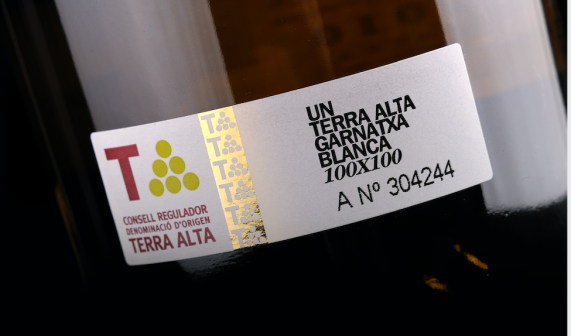 T
CONSELL REGULADOR
DENOMINACIÓ D'ORIGEN
TERRA ALTA
UN
TERRA ALTA
GARNATXA
BLANCA
100X100
A Nº 304244